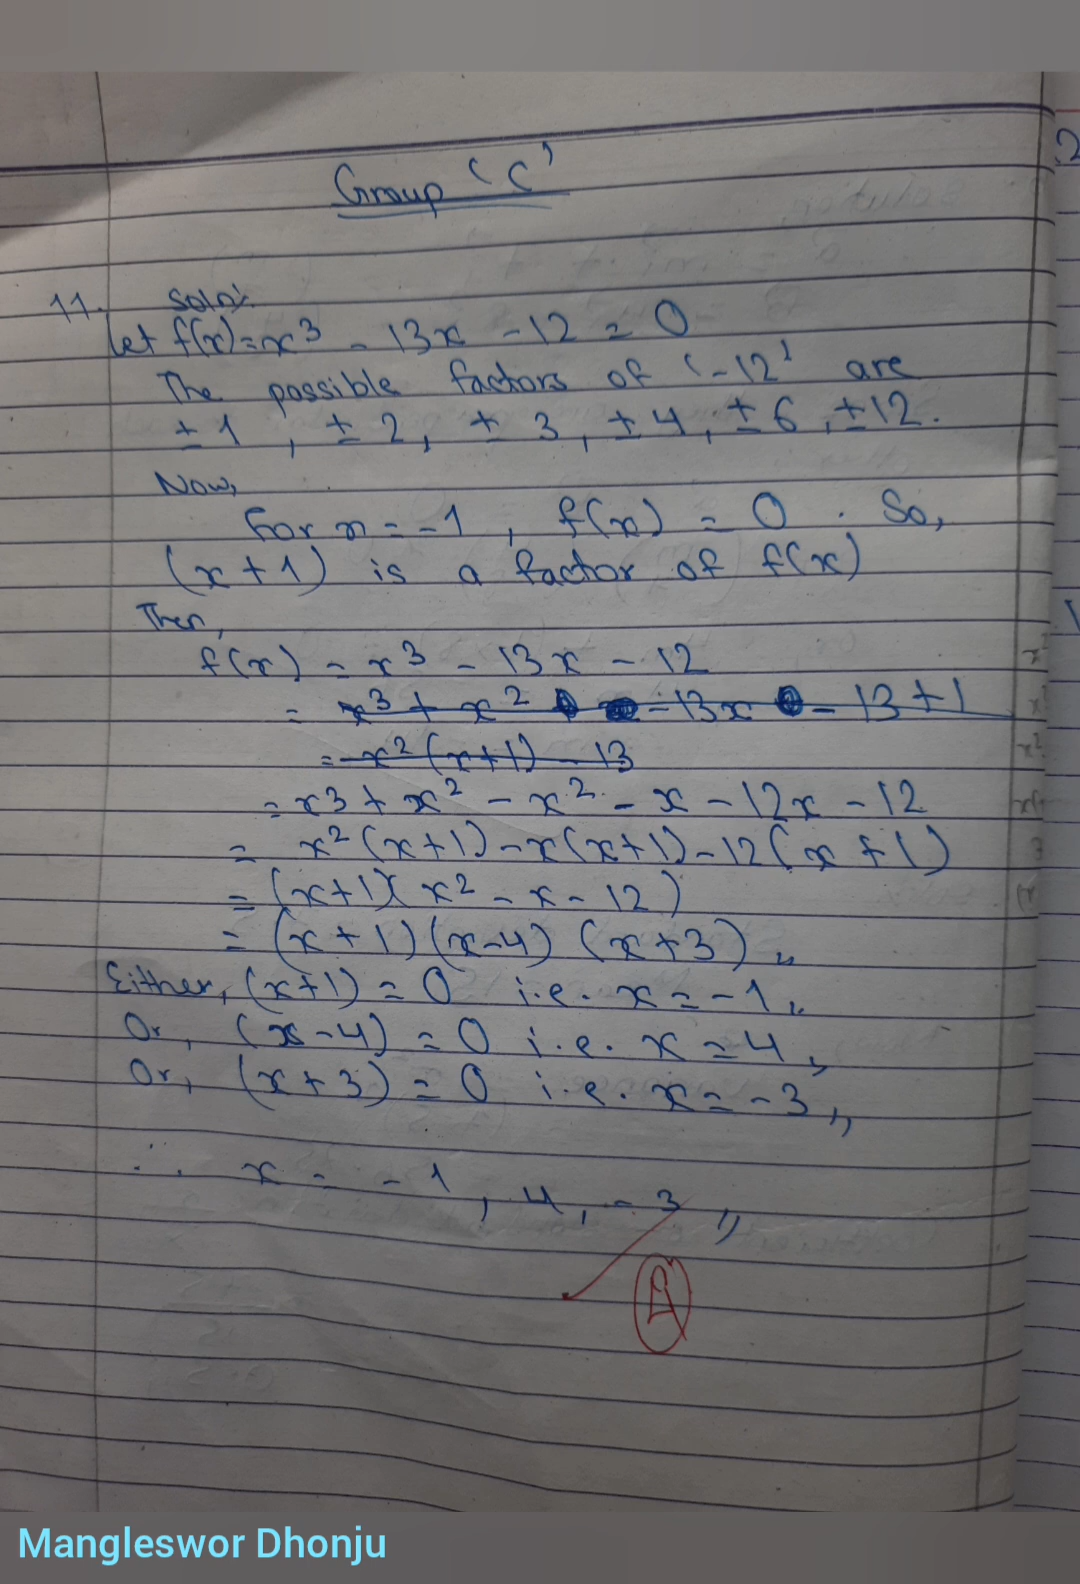 Group 'C'
11. Soln:
Let f(x) = x3 - 13x - 12 = 0
The possible factors of '-12' are
± 1, ± 2, ± 3, ± 4, ± 6, ± 12.
Now,
For x = -1, f(x) = 0. So,
(x+1) is a factor of f(x)
Then,
f(x) = x3 - 13x - 12
= x3 + x2 - 13x - 13 + 1
= x2 (x+1) - 13
= x3 + x2 - x2 - x - 12x - 12
= x2 (x+1) - x(x+1) - 12(x+1)
= (x+1)(x2 - x - 12)
= (x+1)(x-4)(x+3)„
Either, (x+1) = 0 i.e. x = -1„
Or, (x-4) = 0 i.e. x = 4„
Or, (x+3) = 0 i.e. x = -3„
∴ x = -1, 4, -3„
Mangleswor Dhonju